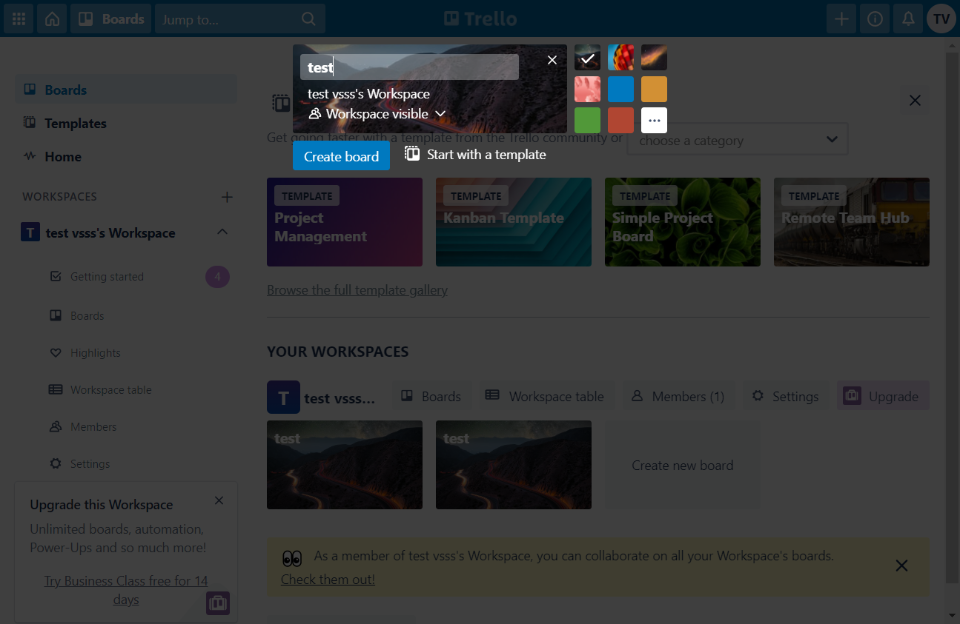 Boards
Jump to...
Trello
TV
test
test vsss's Workspace
Workspace visible
Create board
Start with a template
Boards
Templates
Home
WORKSPACES
T
test vsss's Workspace
Getting started
4
Boards
Highlights
Workspace table
Members
Settings
Upgrade this Workspace
Unlimited boards, automation,
Power-Ups and so much more!
Try Business Class free for 14
days
Get going faster with a template from the Trello community or
choose a category
TEMPLATE
Project
Management
TEMPLATE
Kanban Template
TEMPLATE
Simple Project
Board
TEMPLATE
Remote Team Hub
Browse the full template gallery
YOUR WORKSPACES
T
test vsss...
Boards
Workspace table
Members (1)
Settings
Upgrade
test
test
Create new board
As a member of test vsss's Workspace, you can collaborate on all your Workspace's boards.
Check them out!